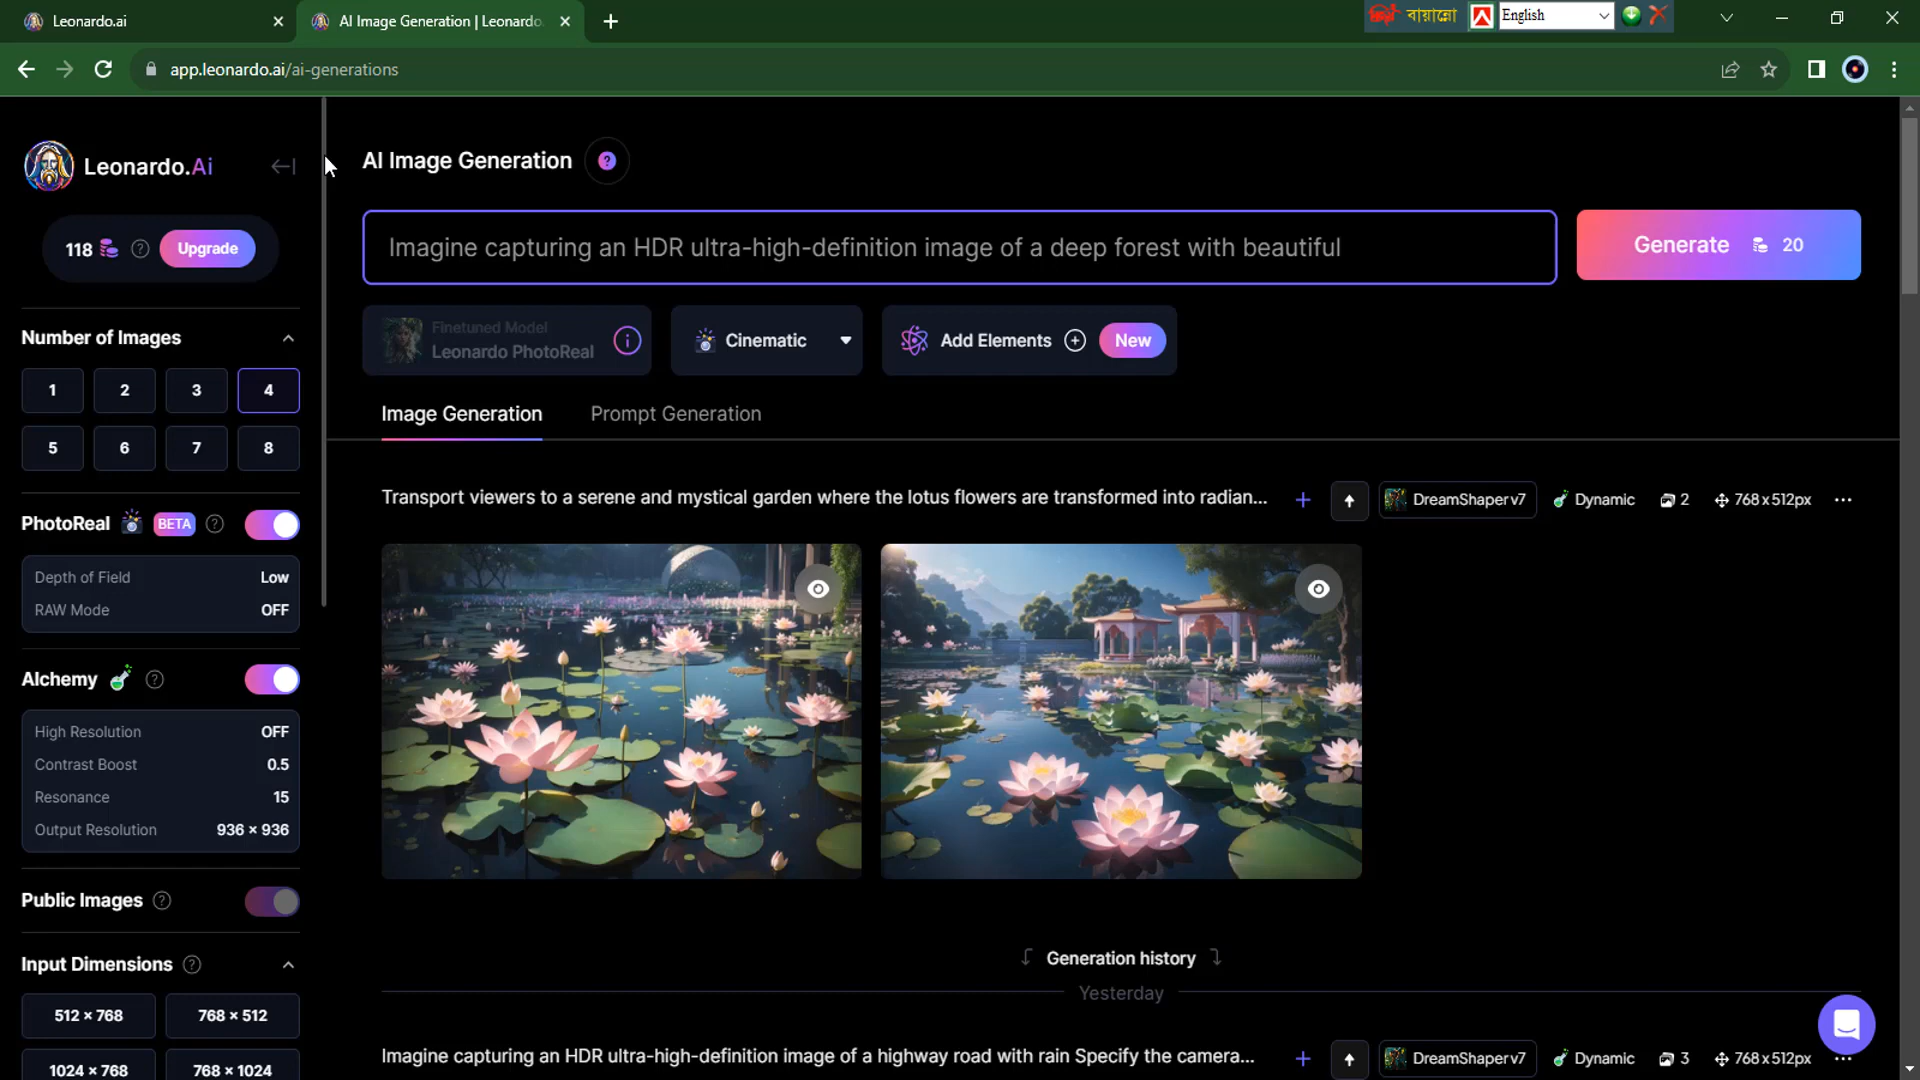 Leonardo.ai
AI Image Generation | Leonardo.
বায়ান্নো
English
app.leonardo.ai/ai-generations
Leonardo.Ai
118
Upgrade
AI Image Generation
Imagine capturing an HDR ultra-high-definition image of a deep forest with beautiful
Generate 20
Finetuned Model
Leonardo PhotoReal
Cinematic
Add Elements
New
Number of Images
1 2 3 4
5 6 7 8
Image Generation
Prompt Generation
PhotoReal BETA
Depth of Field Low
RAW Mode OFF
Alchemy
High Resolution OFF
Contrast Boost 0.5
Resonance 15
Output Resolution 936 × 936
Public Images
Input Dimensions
512 × 768 768 × 512
1024 × 768 768 × 1024
Transport viewers to a serene and mystical garden where the lotus flowers are transformed into radian...
DreamShaper v7 Dynamic 2 768 x 512px
Generation history
Yesterday
Imagine capturing an HDR ultra-high-definition image of a highway road with rain Specify the camera...
DreamShaper v7 Dynamic 3 768 x 512px